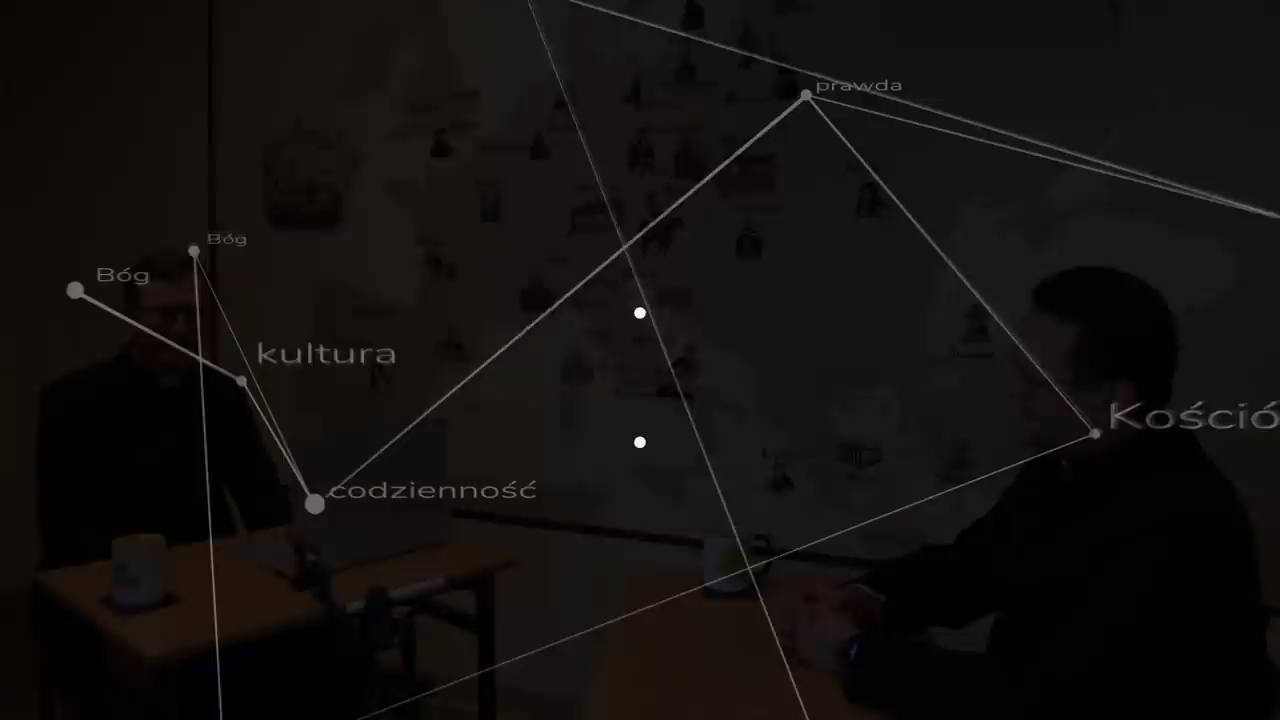 prawda
Bóg
Bóg
kultura
Kośció
codzienność